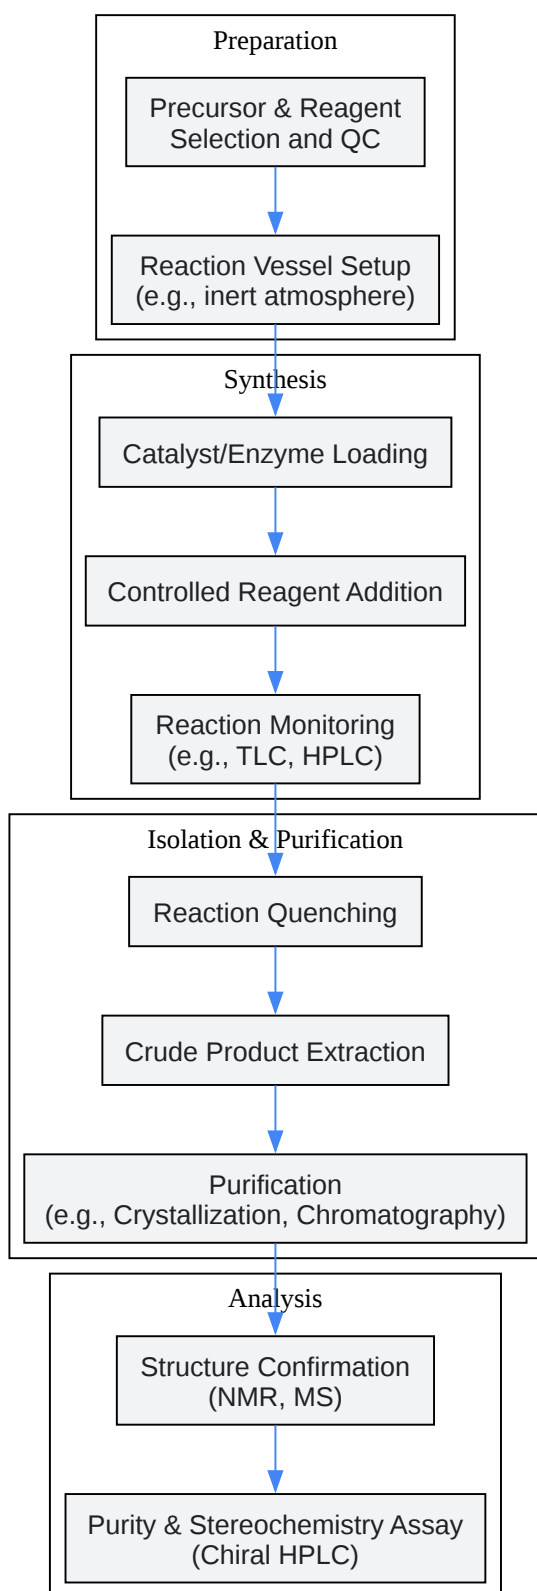 Preparation
Precursor & Reagent
Selection and QC
Reaction Vessel Setup
(e.g., inert atmosphere)
Synthesis
Catalyst/Enzyme Loading
Controlled Reagent Addition
Reaction Monitoring
(e.g., TLC, HPLC)
Isolation & Purification
Reaction Quenching
Crude Product Extraction
Purification
(e.g., Crystallization, Chromatography)
Analysis
Structure Confirmation
(NMR, MS)
Purity & Stereochemistry Assay
(Chiral HPLC)